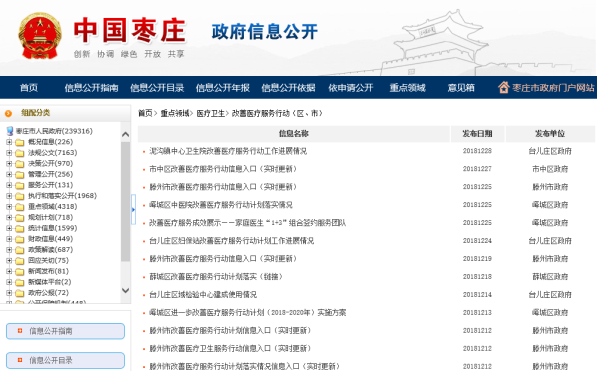 中国枣庄
创新 协调 绿色 开放 共享
政府信息公开
首页 信息公开指南 信息公开目录 信息公开年报 信息公开依据 依申请公开 重点领域 意见箱 枣庄市政府门户网站
细配分类
首页> 重点领域> 医疗卫生> 改善医疗服务行动（区、市）
枣庄市人民政府(239316)
概况信息(226)
法规公文(7163)
决策公开(970)
管理公开(256)
服务公开(131)
执行和落实公开(1968)
重点领域(4318)
规划计划(718)
统计信息(1599)
财政信息(449)
政策解读(687)
回应关切(75)
新闻发布(81)
新媒体平台(2)
政府公报(72)
公开保障机制(448)
信息公开指南
信息公开目录
信息名称 发布日期 发布单位
泥沟镇中心卫生院改善医疗服务行动工作进展情况 20181228 台儿庄区政府
市中区改善医疗服务行动信息入口（实时更新） 20181227 市中区政府
滕州市改善医疗服务行动信息入口（实时更新） 20181225 滕州市政府
峄城区中医院改善医疗服务行动计划落实情况 20181225 峄城区政府
改善医疗服务成效展示－－家庭医生“1+3”组合签约服务团队 20181225 峄城区政府
台儿庄区妇保站改善医疗服务行动计划工作进展情况 20181224 台儿庄区政府
滕州市改善医疗服务行动信息入口（实时更新） 20181219 滕州市政府
薛城区改善医疗服务行动计划落实（链接） 20181218 薛城区政府
台儿庄区域检验中心建成使用情况 20181214 台儿庄区政府
峄城区进一步改善医疗服务行动计划（2018-2020年）实施方案 20181213 峄城区政府
滕州市改善医疗服务行动计划信息入口（实时更新） 20181212 滕州市政府
滕州市改善医疗卫生服务行动信息入口（实时更新） 20181212 滕州市政府
滕州市改善医疗服务行动计划落实情况信息入口（实时更新） 20181212 滕州市政府